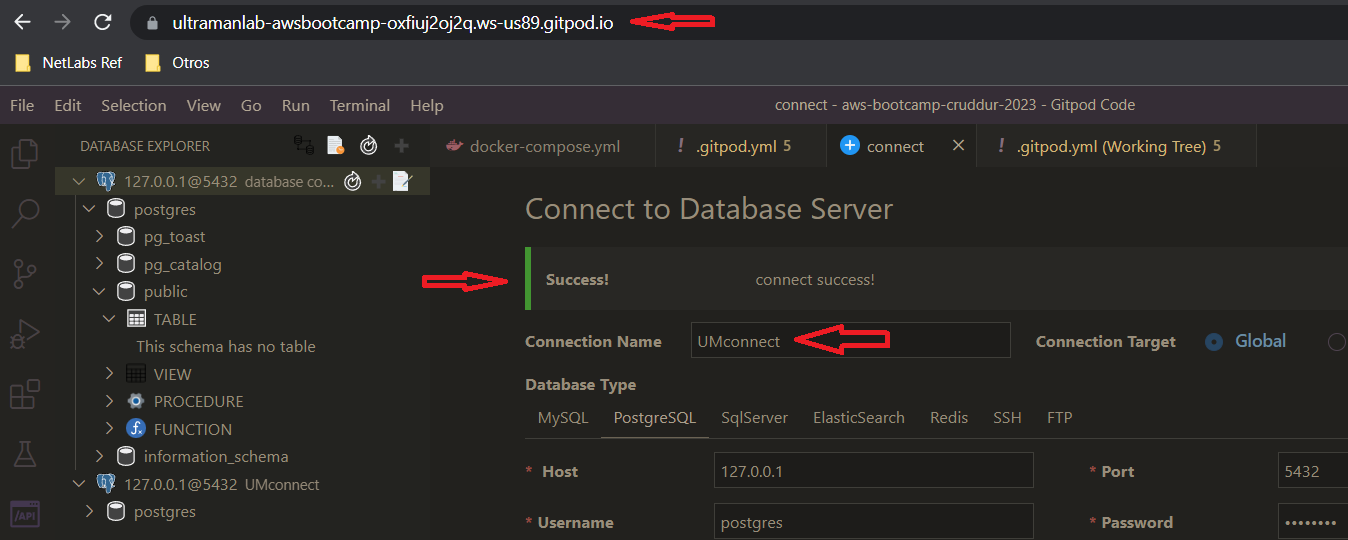 ultramanlab-awsbootcamp-oxfiuj2oj2q.ws-us89.gitpod.io
NetLabs Ref Otros
File Edit Selection View Go Run Terminal Help connect - aws-bootcamp-cruddur-2023 - Gitpod Code
DATABASE EXPLORER
docker-compose.yml ! .gitpod.yml 5 connect ! .gitpod.yml (Working Tree) 5
127.0.0.1@5432 database co...
postgres
pg_toast
pg_catalog
public
TABLE
This schema has no table
VIEW
PROCEDURE
FUNCTION
information_schema
127.0.0.1@5432 UMconnect
postgres
/API
Connect to Database Server
Success! connect success!
Connection Name UMconnect Connection Target Global
Database Type
MySQL PostgreSQL SqlServer ElasticSearch Redis SSH FTP
* Host 127.0.0.1 * Port 5432
* Username postgres * Password ••••••••